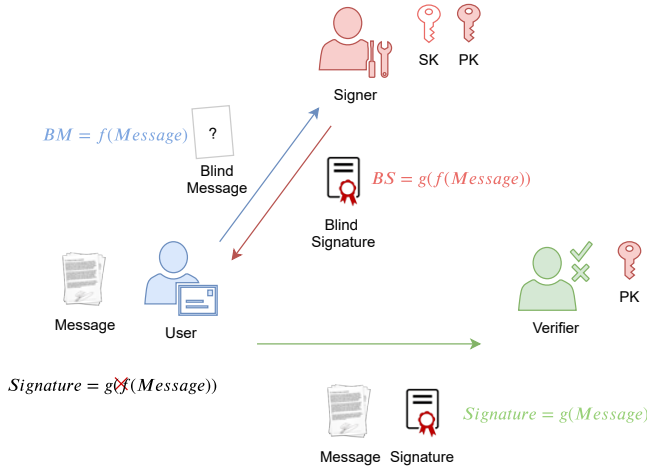 SK PK
Signer
BM = f(Message)
?
Blind
Message
BS = g(f(Message))
Blind
Signature
Message
User
Verifier
PK
Signature = g(f(Message))
Signature = g(Message)
Message Signature